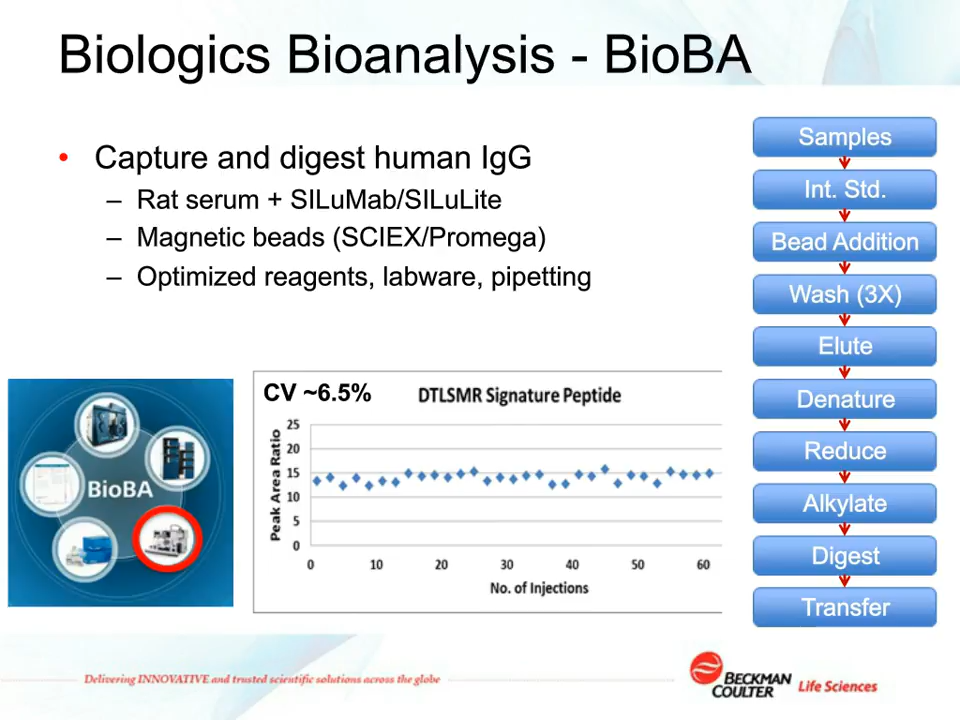 Biologics Bioanalysis - BioBA
• Capture and digest human IgG
– Rat serum + SILuMab/SILuLite
– Magnetic beads (SCIEX/Promega)
– Optimized reagents, labware, pipetting
Samples
Int. Std.
Bead Addition
Wash (3X)
Elute
Denature
Reduce
Alkylate
Digest
Transfer
BioBA
CV ~6.5%
DTLSMR Signature Peptide
Peak Area Ratio
25
20
15
10
5
0
0 10 20 30 40 50 60
No. of Injections
Delivering INNOVATIVE and trusted scientific solutions across the globe
BECKMAN
COULTER Life Sciences